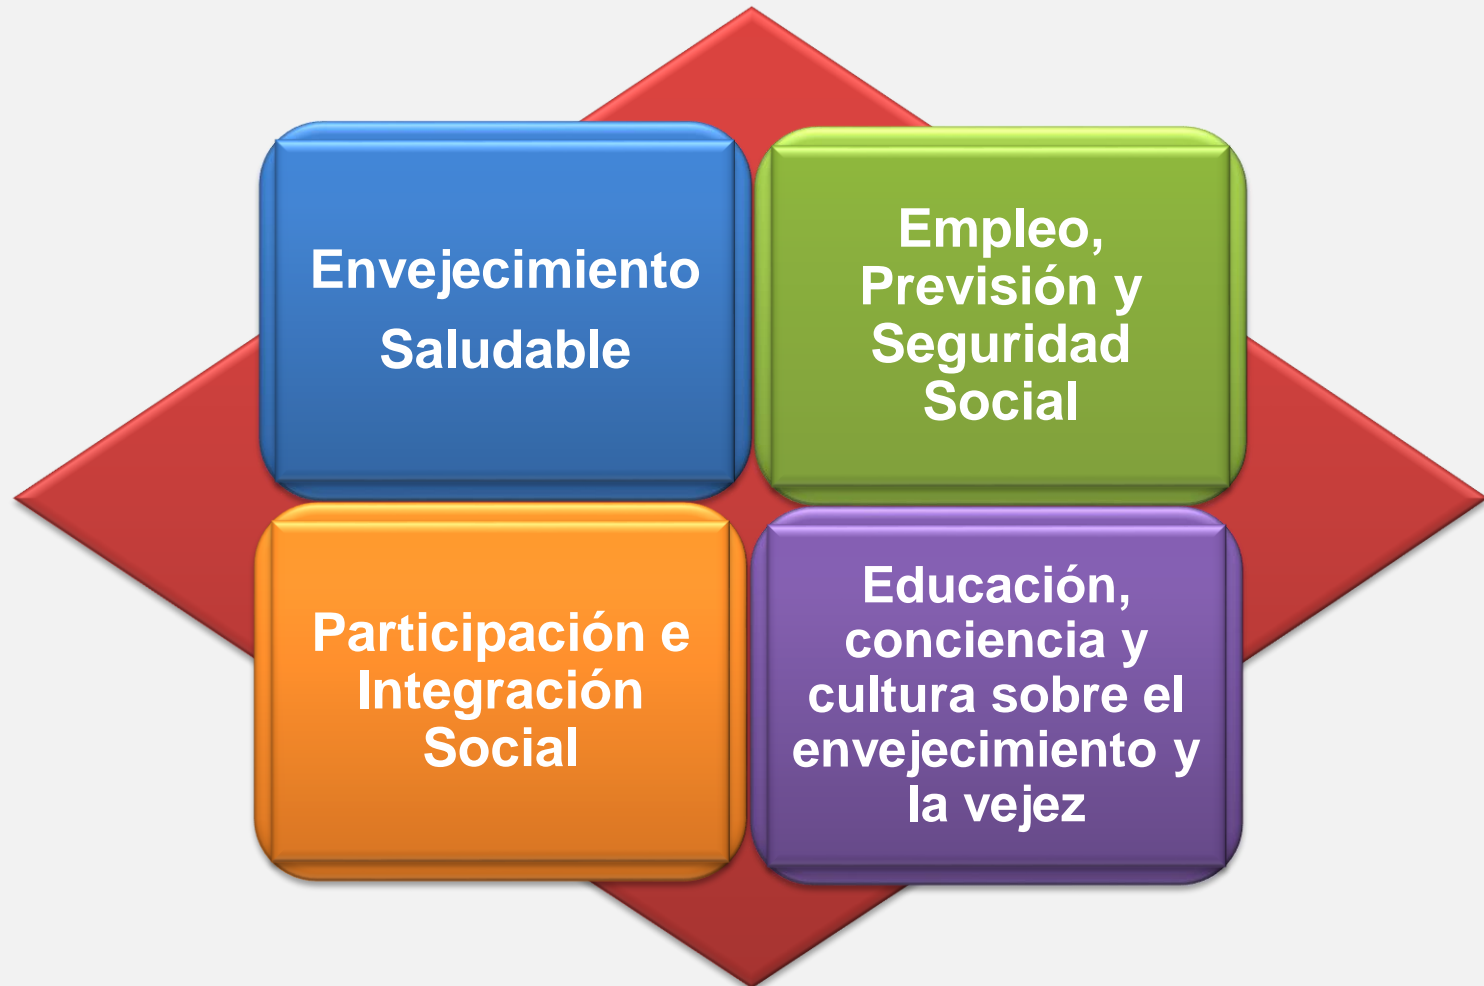 Envejecimiento
Saludable
Empleo,
Previsión y
Seguridad
Social
Participación e
Integración
Social
Educación,
conciencia y
cultura sobre el
envejecimiento y
la vejez